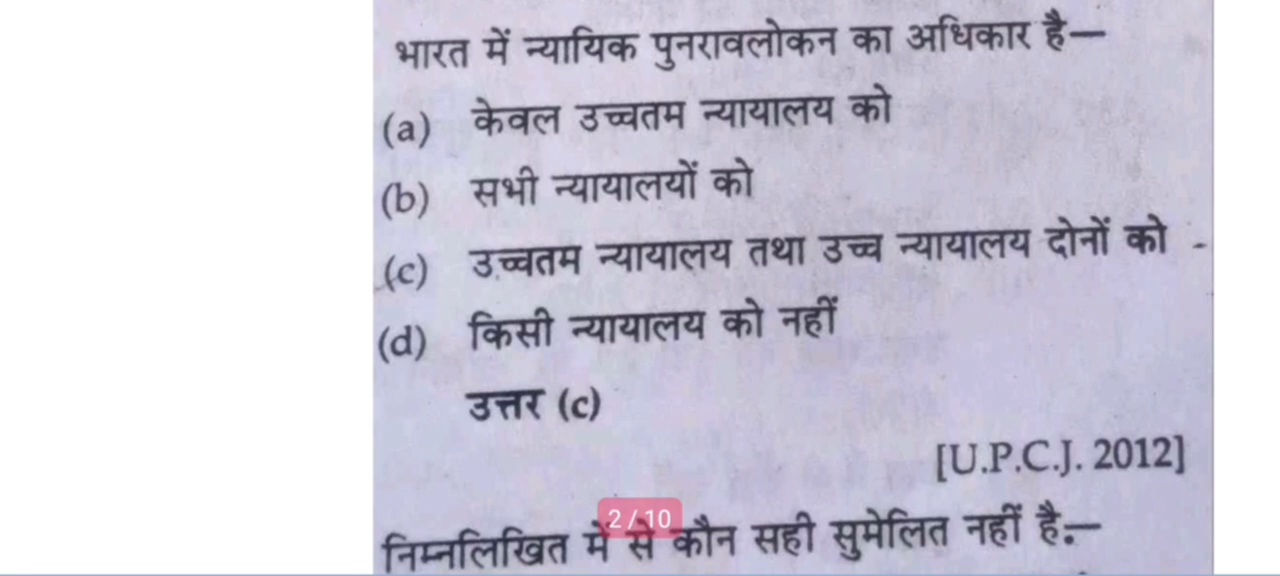 भारत में न्यायिक पुनरावलोकन का अधिकार है—
(a) केवल उच्चतम न्यायालय को
(b) सभी न्यायालयों को
(c) उच्चतम न्यायालय तथा उच्च न्यायालय दोनों को
(d) किसी न्यायालय को नहीं
उत्तर (c)
[U.P.C.J. 2012]
2/10
निम्नलिखित में से कौन सही सुमेलित नहीं है:—